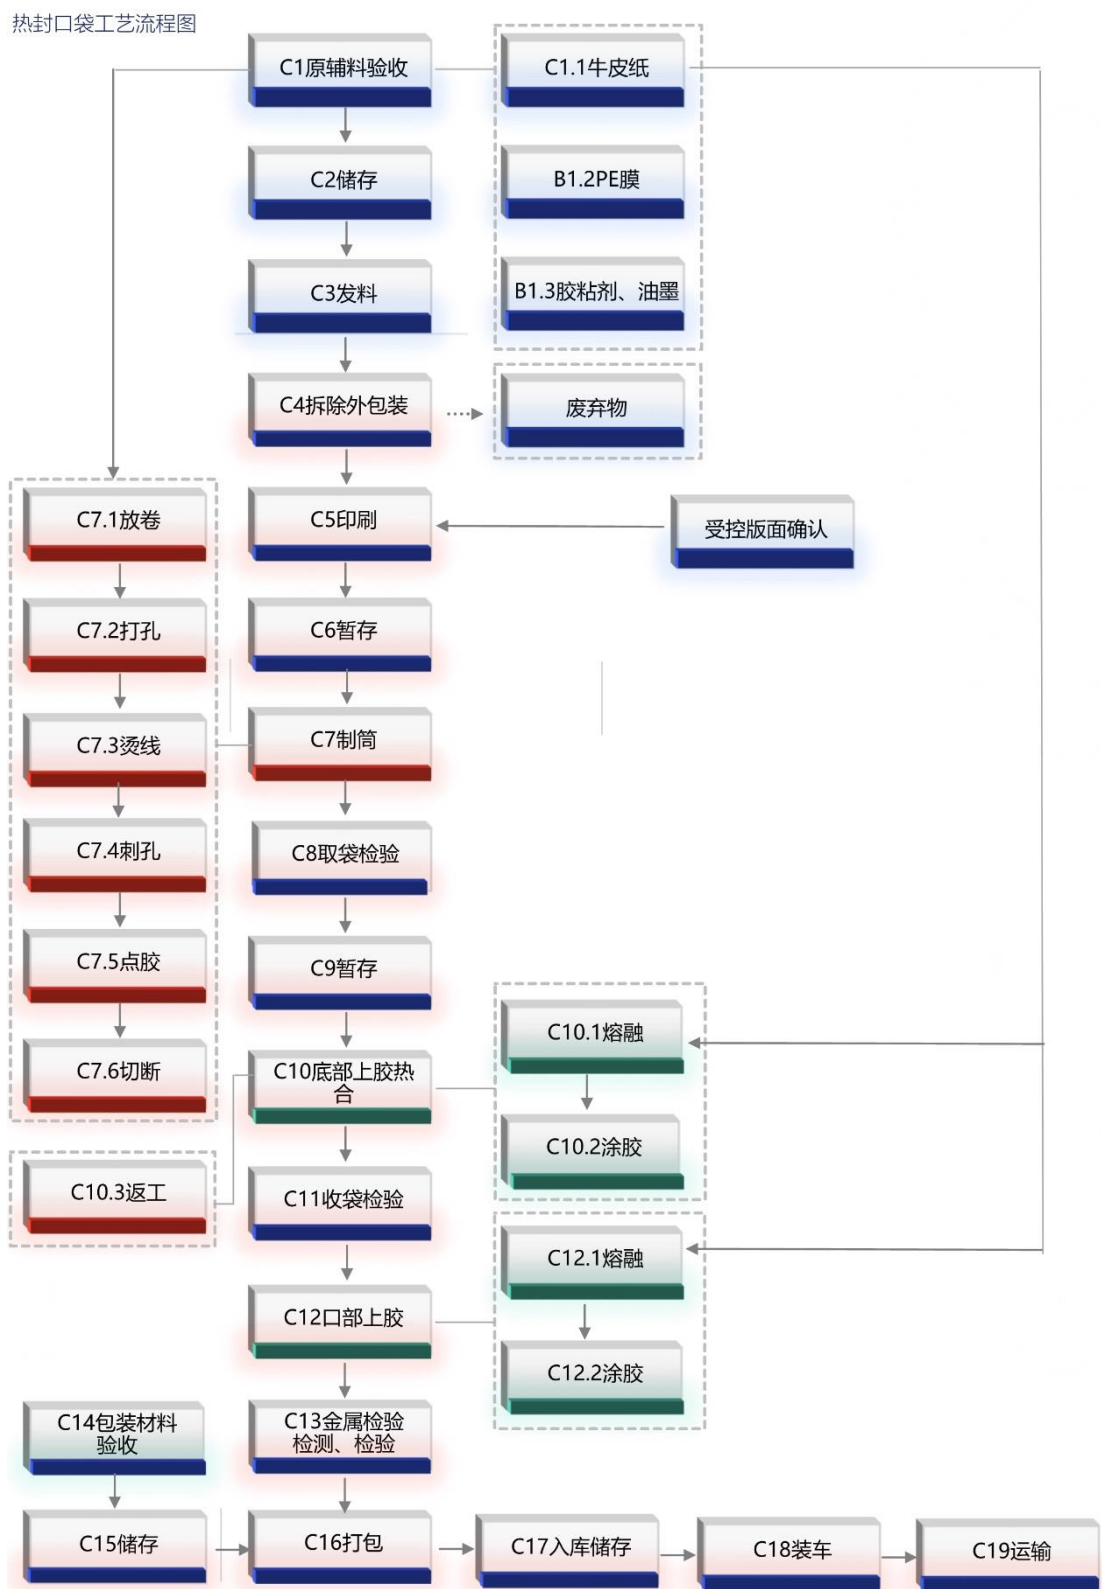 热封口袋工艺流程图
C1原辅料验收
C1.1牛皮纸
C2储存
B1.2PE膜
C3发料
B1.3胶粘剂、油墨
C4拆除外包装
废弃物
C7.1放卷
C5印刷
受控版面确认
C7.2打孔
C6暂存
C7.3烫线
C7制筒
C7.4刺孔
C8取袋检验
C7.5点胶
C9暂存
C10.1熔融
C7.6切断
C10底部上胶热
合
C10.2涂胶
C10.3返工
C11收袋检验
C12.1熔融
C12口部上胶
C12.2涂胶
C14包装材料
验收
C13金属检验
检测、检验
C15储存
C16打包
C17入库储存
C18装车
C19运输